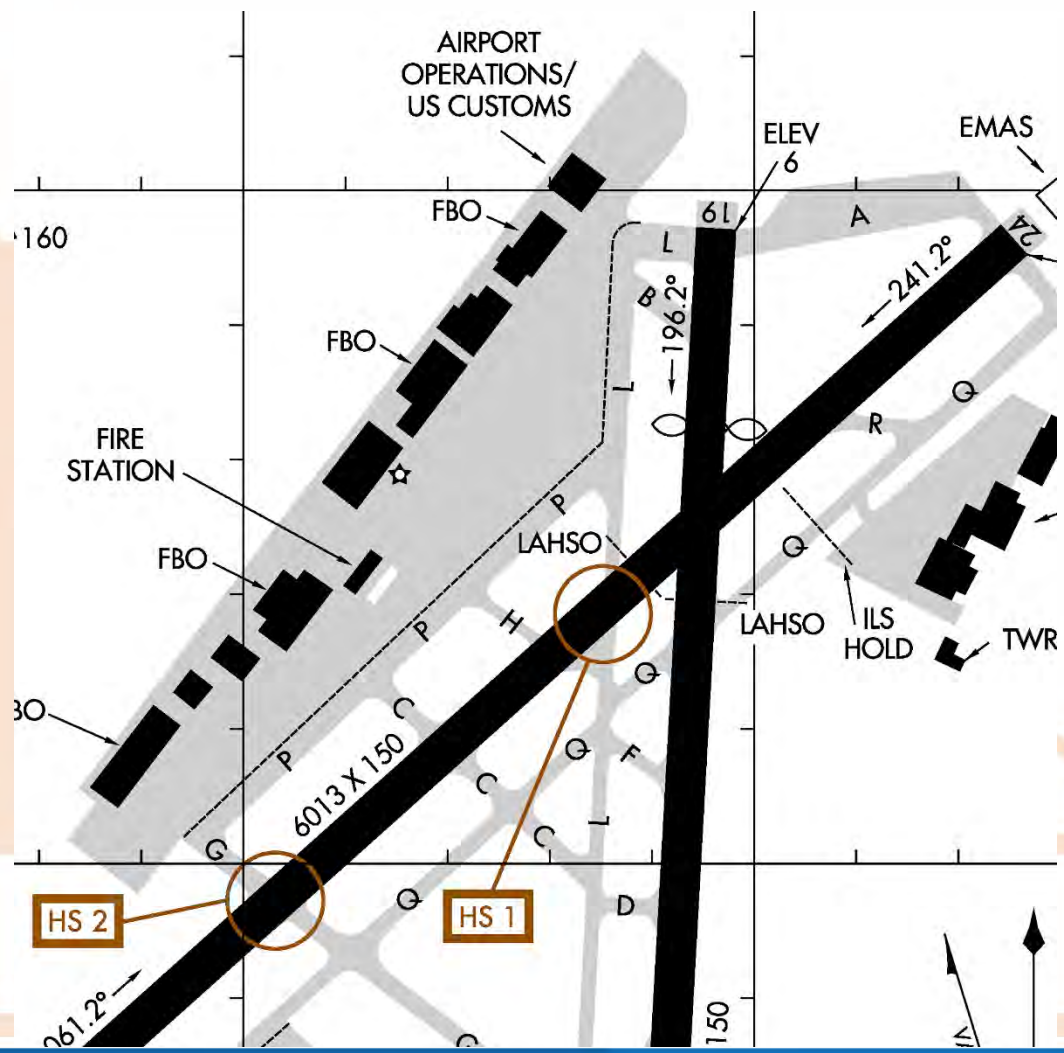 AIRPORT
OPERATIONS/
US CUSTOMS
ELEV
6
EMAS
160
FBO
19
L
A
24
241.2°
B
196.2°
FBO
L
Q
R
FIRE
STATION
P
LAHSO
Q
FBO
LAHSO
ILS
HOLD
TWR
H
P
Q
C
BO
P
6013 X 150
Q
F
C
L
C
G
HS 2
Q
HS 1
D
061.2°
150
G